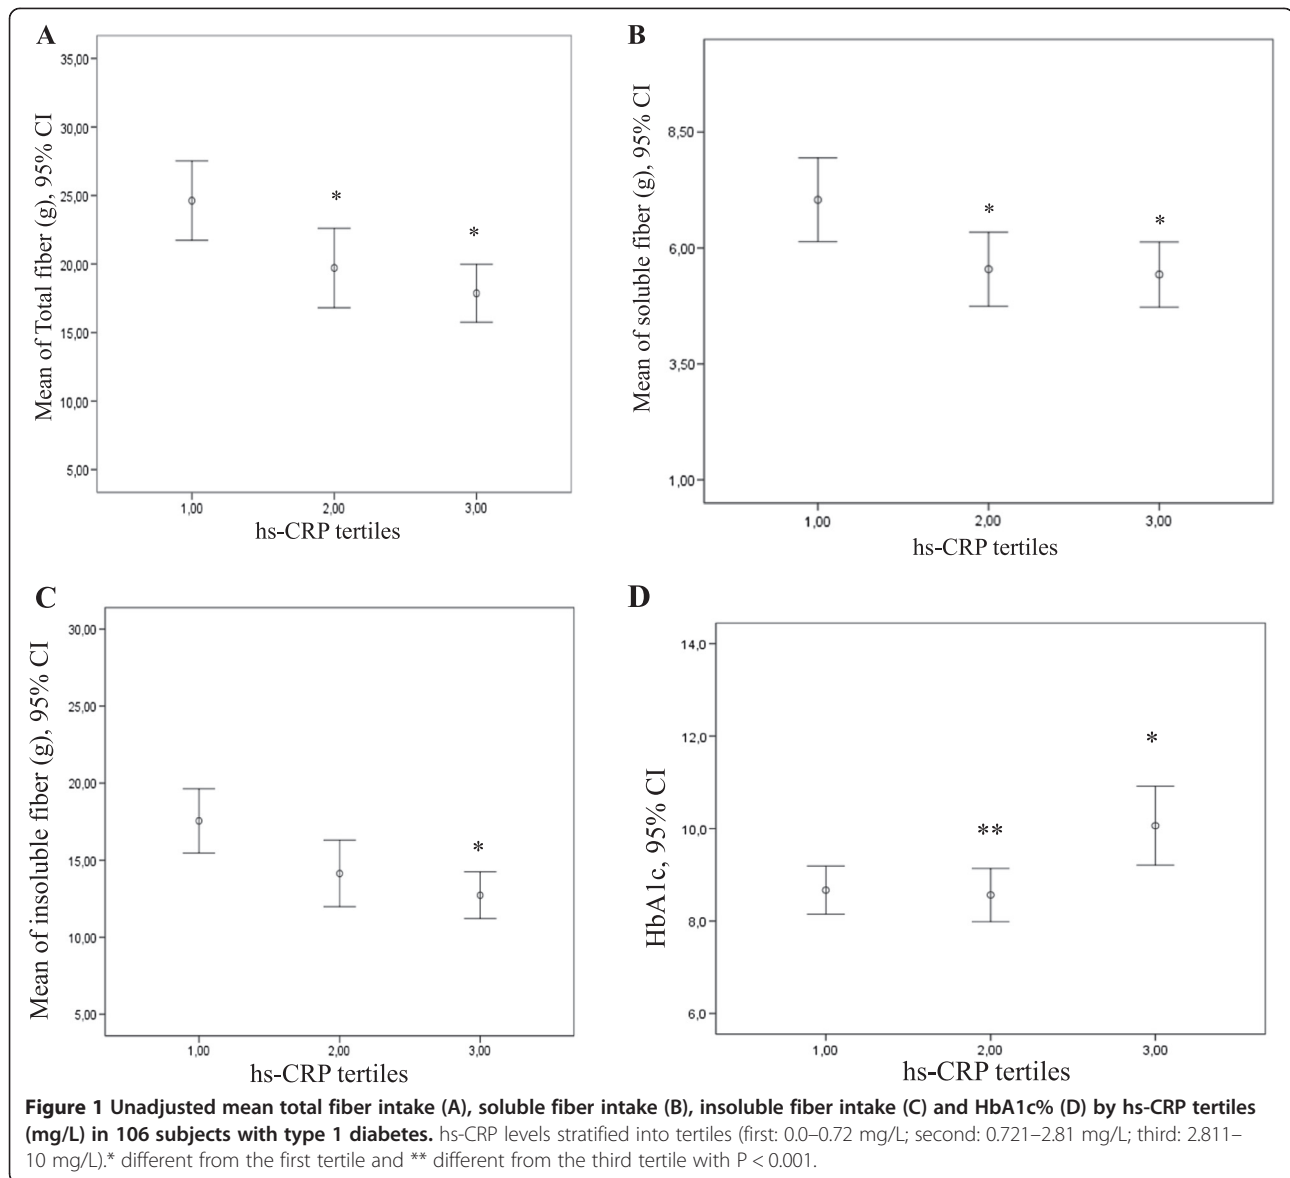 A
Mean of Total fiber (g), 95% CI
35,00
30,00
25,00
20,00
15,00
10,00
5,00
*
*
1,00 2,00 3,00
hs-CRP tertiles
B
Mean of soluble fiber (g), 95% CI
8,50
6,00
3,50
1,00
*
*
1,00 2,00 3,00
hs-CRP tertiles
C
Mean of insoluble fiber (g), 95% CI
30,00
25,00
20,00
15,00
10,00
5,00
*
1,00 2,00 3,00
hs-CRP tertiles
D
HbA1c, 95% CI
14,0
12,0
10,0
8,0
6,0
**
*
1,00 2,00 3,00
hs-CRP tertiles
Figure 1 Unadjusted mean total fiber intake (A), soluble fiber intake (B), insoluble fiber intake (C) and HbA1c% (D) by hs-CRP tertiles
(mg/L) in 106 subjects with type 1 diabetes. hs-CRP levels stratified into tertiles (first: 0.0–0.72 mg/L; second: 0.721–2.81 mg/L; third: 2.811–
10 mg/L).* different from the first tertile and ** different from the third tertile with P < 0.001.